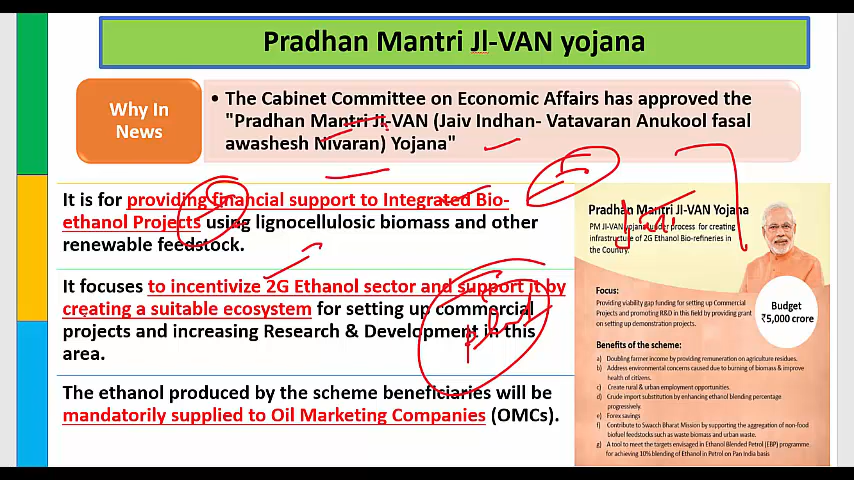 Pradhan Mantri Jl-VAN yojana
Why In
News
• The Cabinet Committee on Economic Affairs has approved the
"Pradhan Mantri JI-VAN (Jaiv Indhan- Vatavaran Anukool fasal
awashesh Nivaran) Yojana"
It is for providing financial support to Integrated Bio-
ethanol Projects using lignocellulosic biomass and other
renewable feedstock.
It focuses to incentivize 2G Ethanol sector and support it by
creating a suitable ecosystem for setting up commercial
projects and increasing Research & Development in this
area.
The ethanol produced by the scheme beneficiaries will be
mandatorily supplied to Oil Marketing Companies (OMCs).
Pradhan Mantri JI-VAN Yojana
PM JI-VAN yojana under process for creating
infrastructure of 2G Ethanol Bio-refineries in
the Country.
Focus:
Providing viability gap funding for setting up Commercial
Projects and promoting R&D in this field by providing grant
on setting up demonstration projects.
Budget
₹5,000 crore
Benefits of the scheme:
a) Doubling farmer income by providing remuneration on agriculture residues.
b) Address environmental concerns caused due to burning of biomass & improve
health of citizens.
c) Create rural & urban employment opportunities.
d) Crude import substitution by enhancing ethanol blending percentage
progressively.
e) Forex savings
f) Contribute to Swacch Bharat Mission by supporting the aggregation of non-food
biofuel feedstocks such as waste biomass and urban waste.
g) A tool to meet the targets envisaged in Ethanol Blended Petrol (EBP) programme
for achieving 10% blending of Ethanol in Petrol on Pan India basis